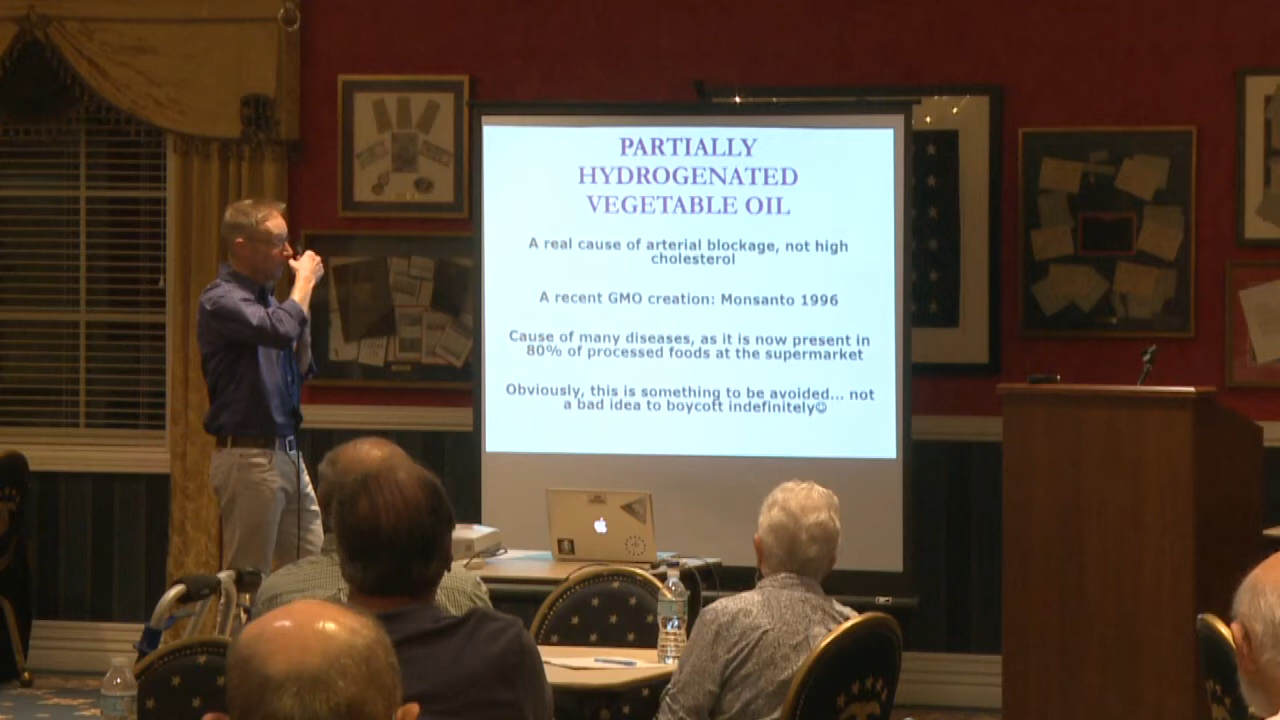 PARTIALLY
HYDROGENATED
VEGETABLE OIL
A real cause of arterial blockage, not high
cholesterol
A recent GMO creation: Monsanto 1996
Cause of many diseases, as it is now present in
80% of processed foods at the supermarket
Obviously, this is something to be avoided... not
a bad idea to boycott indefinitely☺